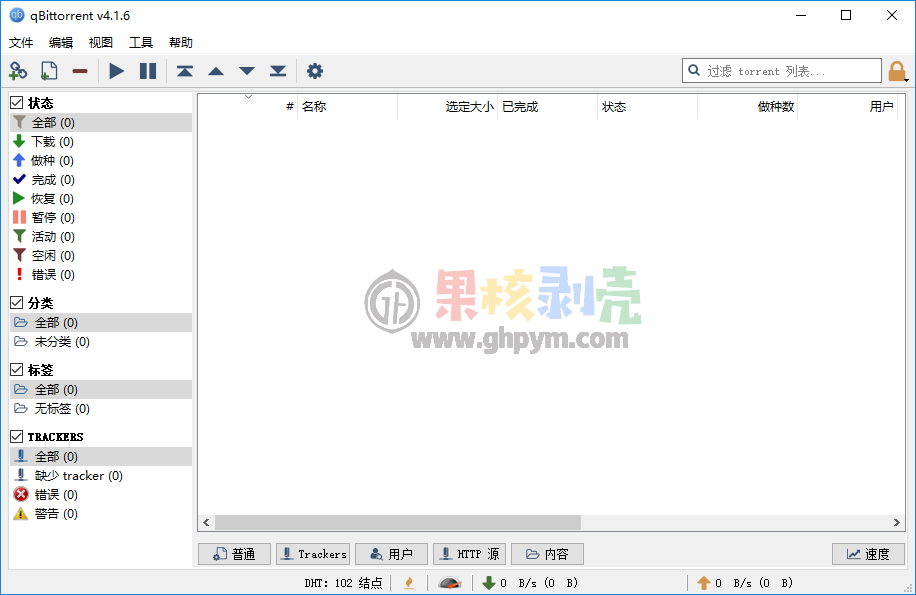 qb qBittorrent v4.1.6
文件 编辑 视图 工具 帮助
过滤 torrent 列表...
状态
全部 (0)
下载 (0)
做种 (0)
完成 (0)
恢复 (0)
暂停 (0)
活动 (0)
空闲 (0)
错误 (0)
分类
全部 (0)
未分类 (0)
标签
全部 (0)
无标签 (0)
TRACKERS
全部 (0)
缺少 tracker (0)
错误 (0)
警告 (0)
# 名称 选定大小 已完成 状态 做种数 用户
果核剥壳
www.ghpym.com
普通 Trackers 用户 HTTP 源 内容 速度
DHT: 102 结点 0 B/s (0 B) 0 B/s (0 B)